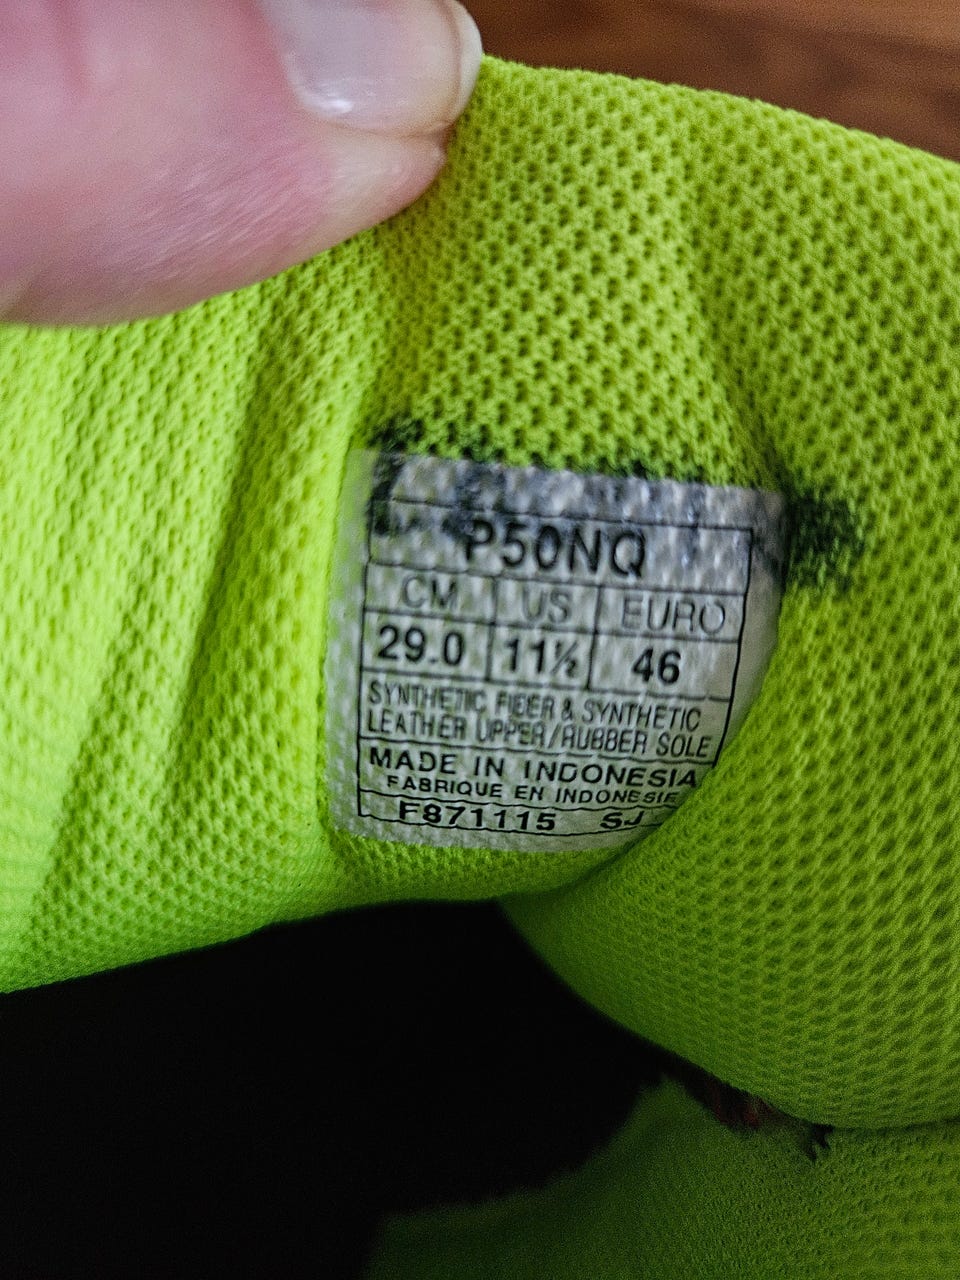 P50NQ
CM US EURO
29.0 11½ 46
SYNTHETIC FIBER & SYNTHETIC
LEATHER UPPER/RUBBER SOLE
MADE IN INDONESIA
FABRIQUE EN INDONESIE
F871115 SJ